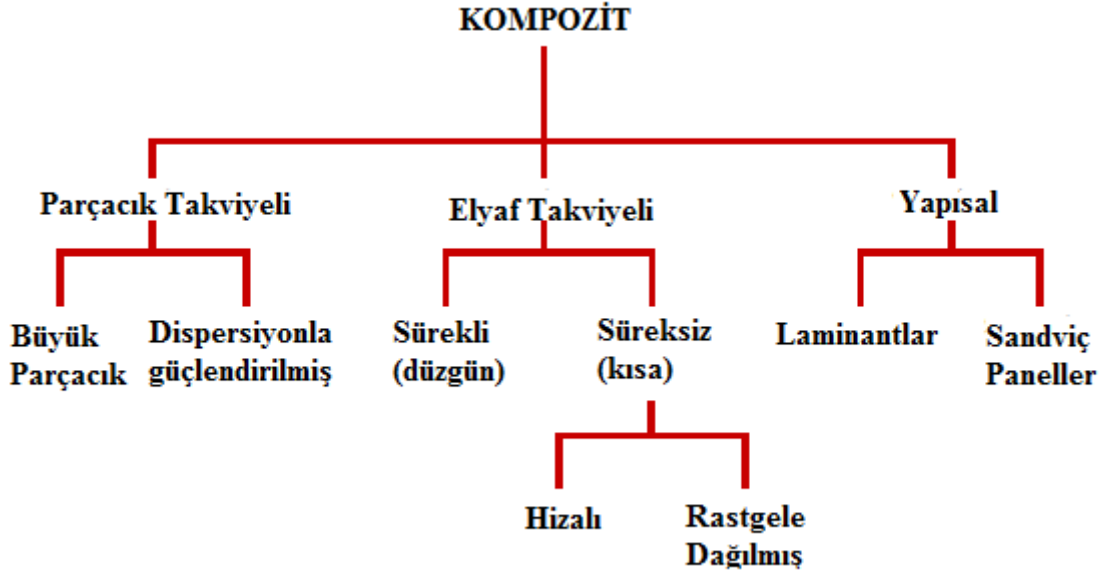 KOMPOZİT
Parçacık Takviyeli
Elyaf Takviyeli
Yapısal
Büyük
Parçacık
Dispersiyonla
güçlendirilmiş
Sürekli
(düzgün)
Süreksiz
(kısa)
Laminantlar
Sandviç
Paneller
Hizalı
Rastgele
Dağılmış